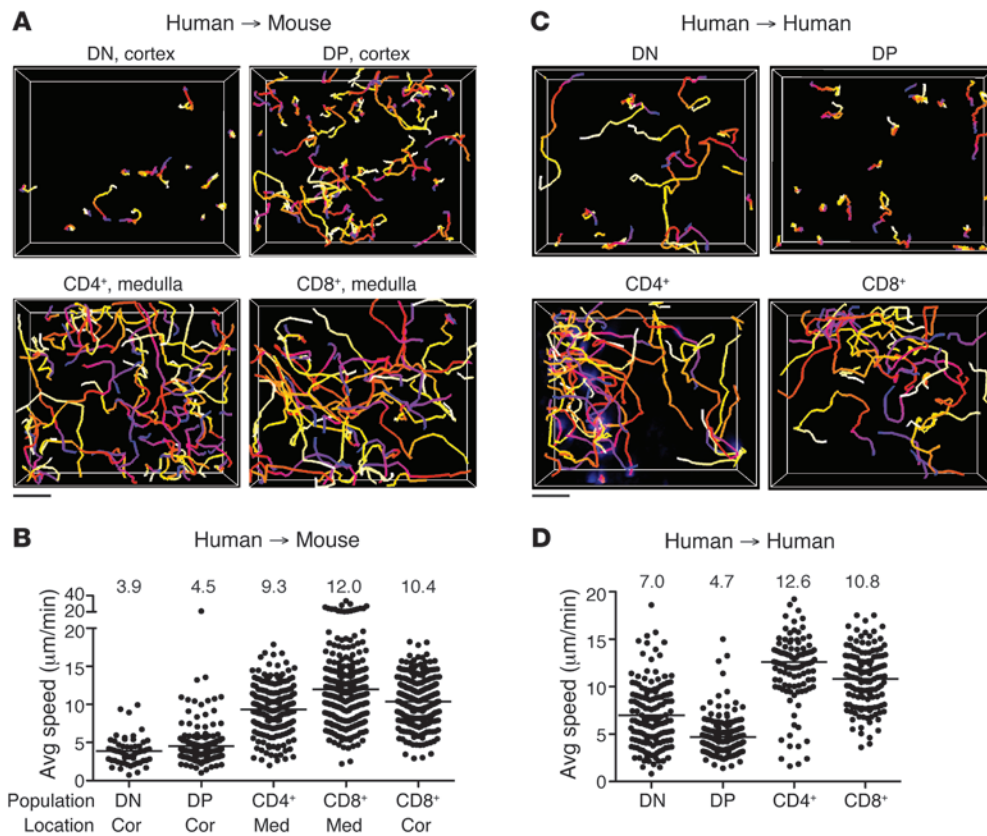 A
Human → Mouse
DN, cortex
DP, cortex
CD4⁺, medulla
CD8⁺, medulla
C
Human → Human
DN
DP
CD4⁺
CD8⁺
B
Human → Mouse
3.9 4.5 9.3 12.0 10.4
Avg speed (μm/min)
40
20
20
15
10
5
0
Population DN DP CD4⁺ CD8⁺ CD8⁺
Location Cor Cor Med Med Cor
D
Human → Human
7.0 4.7 12.6 10.8
Avg speed (μm/min)
20
15
10
5
0
DN DP CD4⁺ CD8⁺